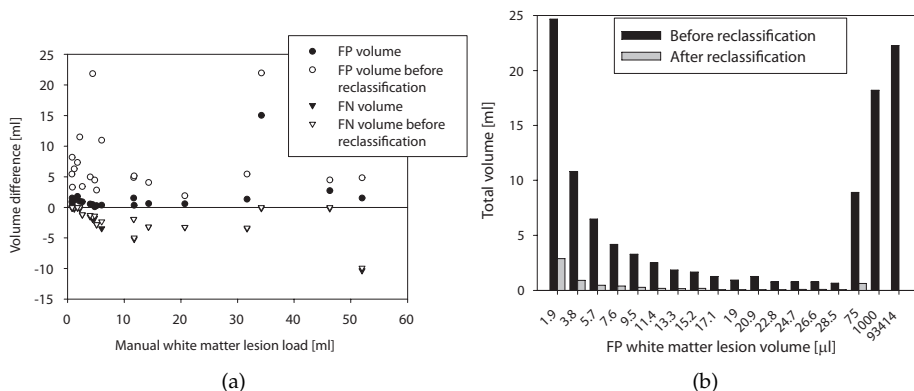 FP volume
FP volume before
reclassification
FN volume
FN volume before
reclassification
Volume difference [ml]
25
20
15
10
5
0
-5
-10
-15
0 10 20 30 40 50 60
Manual white matter lesion load [ml]
(a)
Before reclassification
After reclassification
Total volume [ml]
25
20
15
10
5
0
1.9 3.8 5.7 7.6 9.5 11.4 13.3 15.2 17.1 19 20.9 22.8 24.7 26.6 28.5 75 1000 93414
FP white matter lesion volume [μl]
(b)